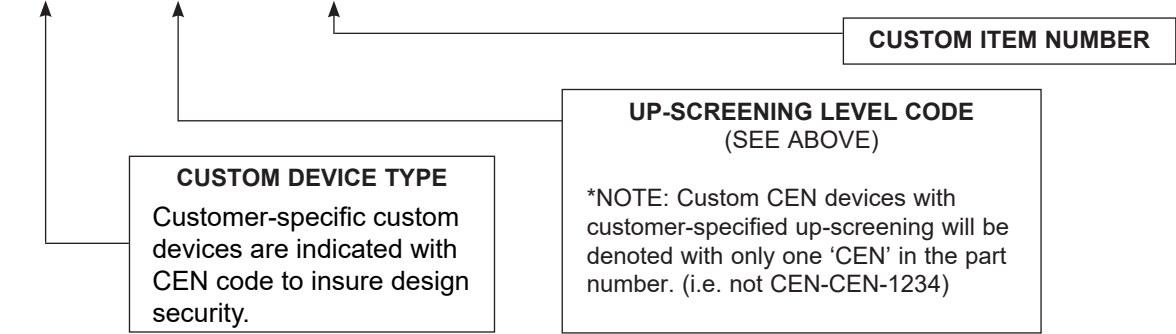 CUSTOM ITEM NUMBER
UP-SCREENING LEVEL CODE
(SEE ABOVE)
*NOTE: Custom CEN devices with
customer-specified up-screening will be
denoted with only one ‘CEN’ in the part
number. (i.e. not CEN-CEN-1234)
CUSTOM DEVICE TYPE
Customer-specific custom
devices are indicated with
CEN code to insure design
security.